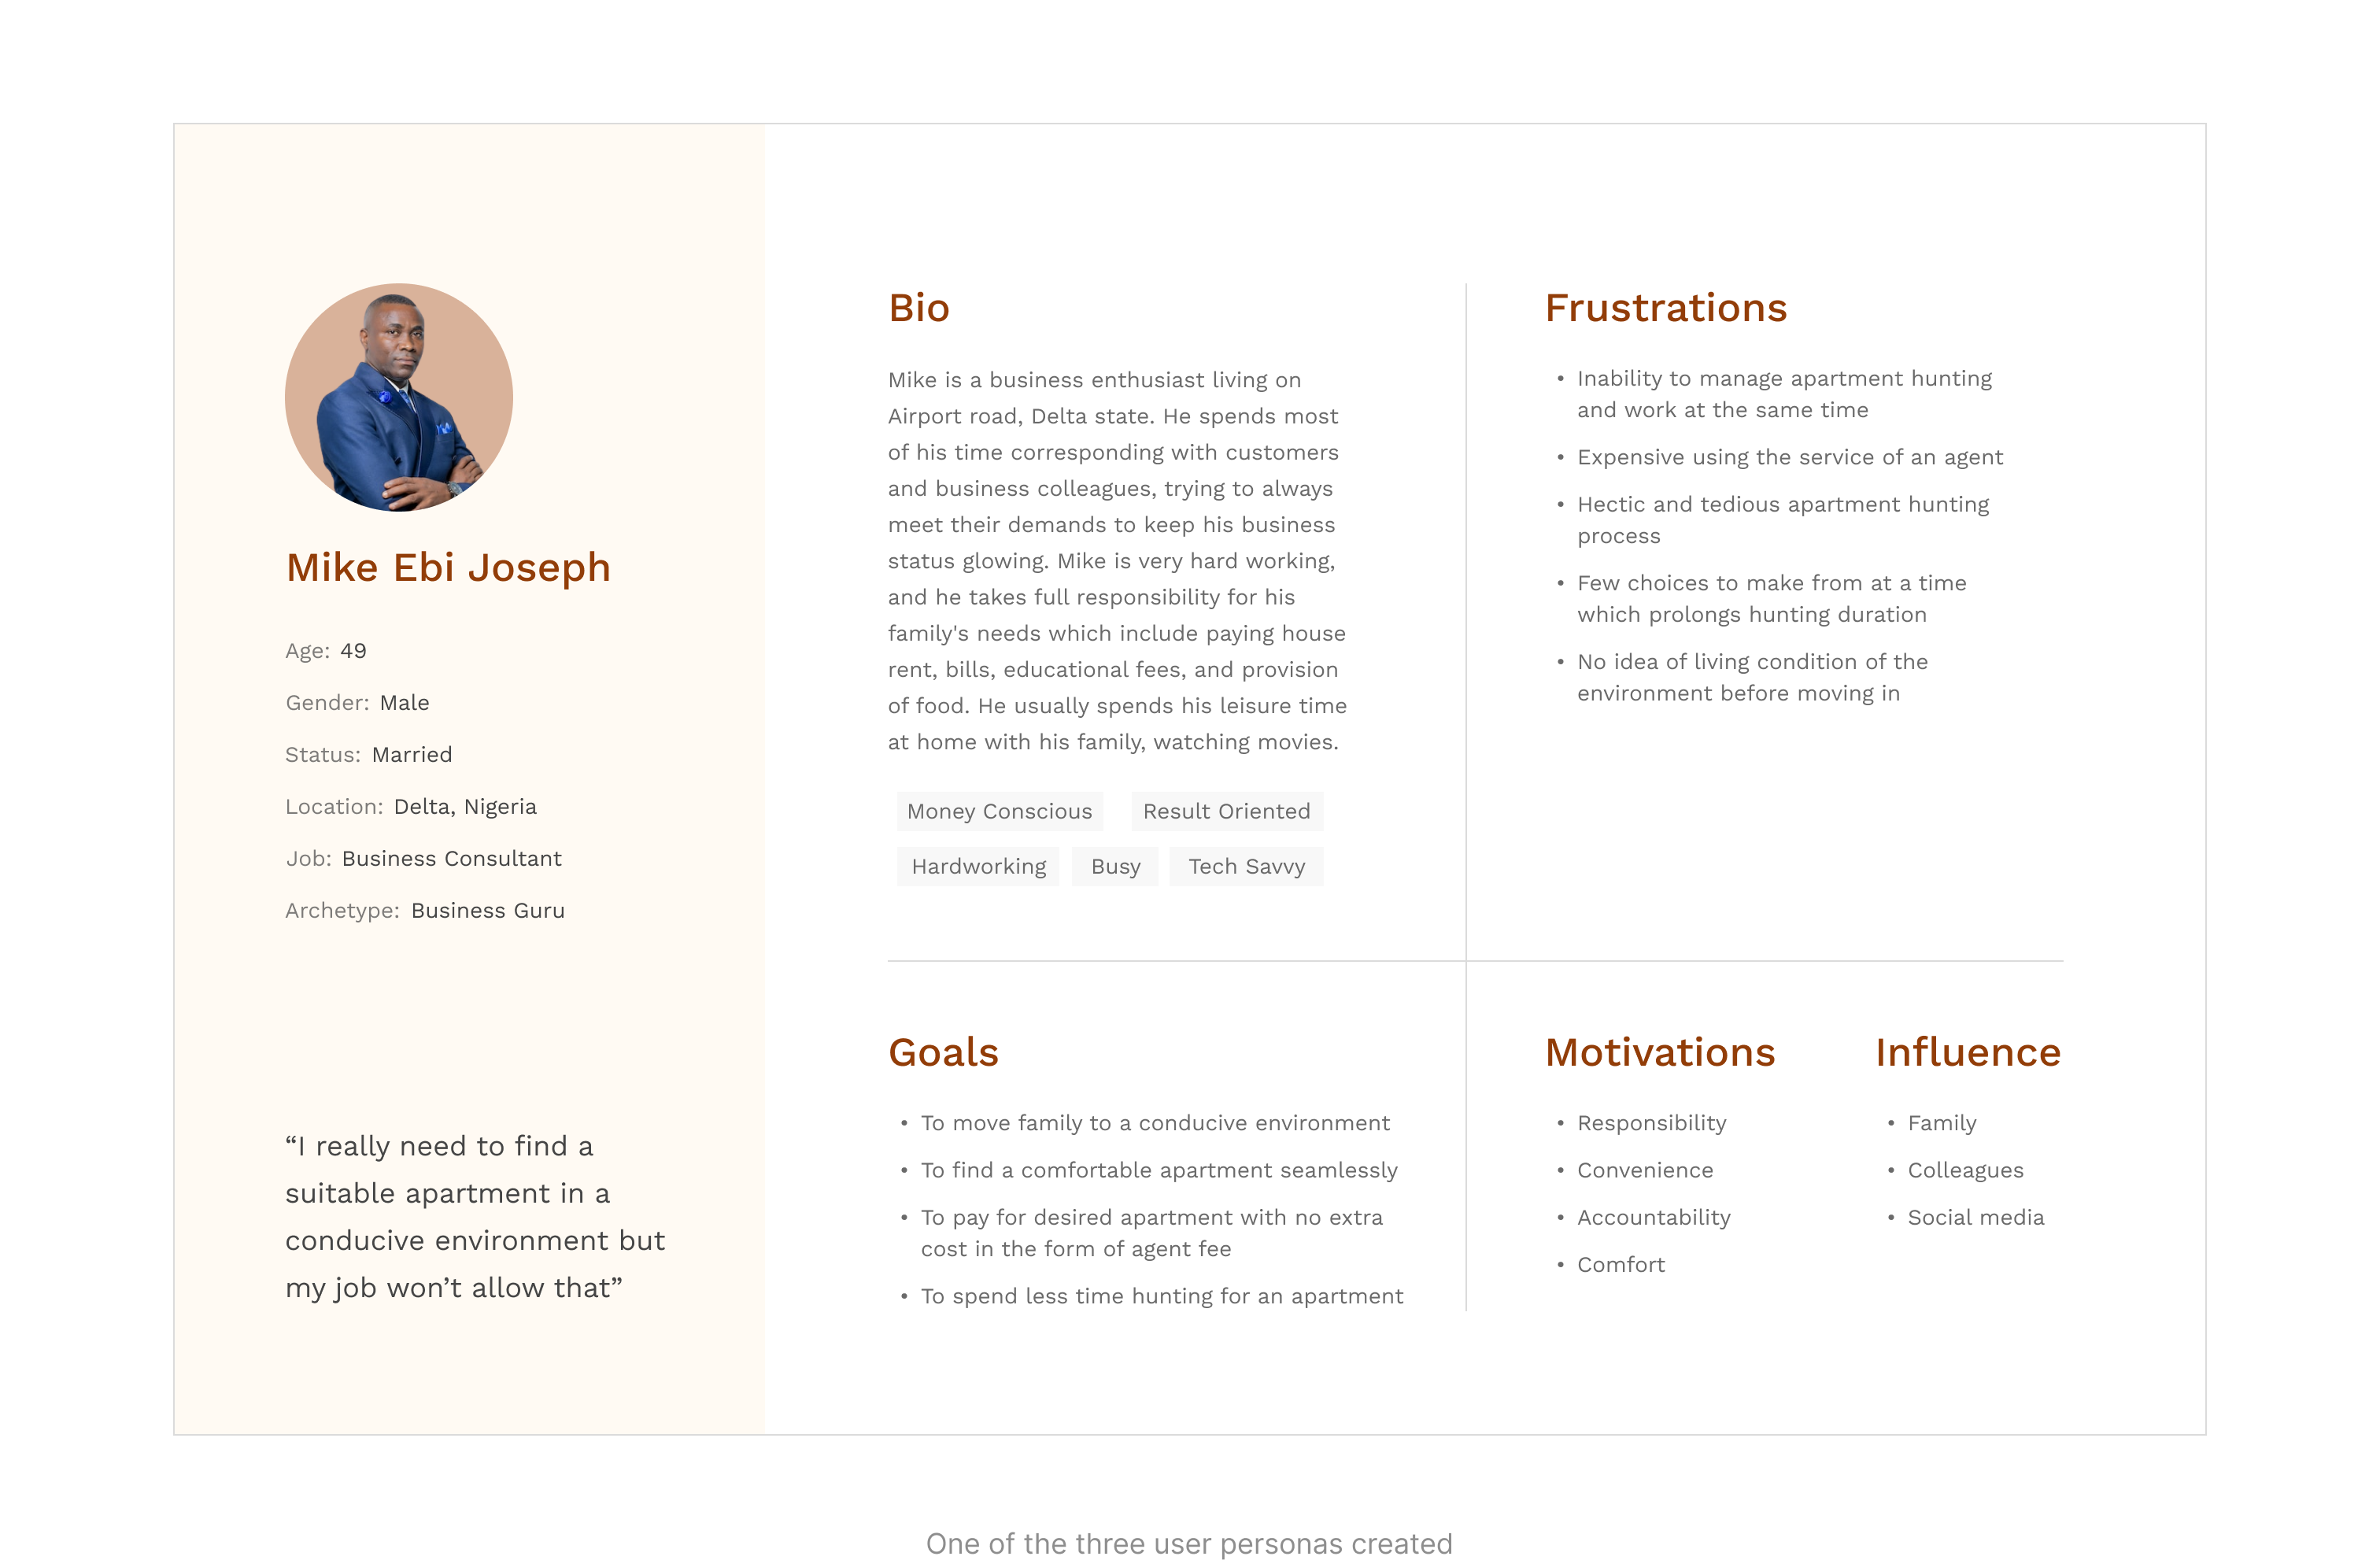 Mike Ebi Joseph
Age: 49
Gender: Male
Status: Married
Location: Delta, Nigeria
Job: Business Consultant
Archetype: Business Guru
“I really need to find a
suitable apartment in a
conducive environment but
my job won’t allow that”
Bio
Mike is a business enthusiast living on
Airport road, Delta state. He spends most
of his time corresponding with customers
and business colleagues, trying to always
meet their demands to keep his business
status glowing. Mike is very hard working,
and he takes full responsibility for his
family's needs which include paying house
rent, bills, educational fees, and provision
of food. He usually spends his leisure time
at home with his family, watching movies.
Money Conscious Result Oriented
Hardworking Busy Tech Savvy
Frustrations
• Inability to manage apartment hunting
and work at the same time
• Expensive using the service of an agent
• Hectic and tedious apartment hunting
process
• Few choices to make from at a time
which prolongs hunting duration
• No idea of living condition of the
environment before moving in
Goals
• To move family to a conducive environment
• To find a comfortable apartment seamlessly
• To pay for desired apartment with no extra
cost in the form of agent fee
• To spend less time hunting for an apartment
Motivations
• Responsibility
• Convenience
• Accountability
• Comfort
Influence
• Family
• Colleagues
• Social media
One of the three user personas created